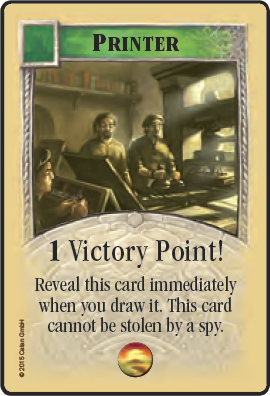 PRINTER
1 Victory Point!
Reveal this card immediately
when you draw it. This card
cannot be stolen by a spy.
© 2015 Catan GmbH